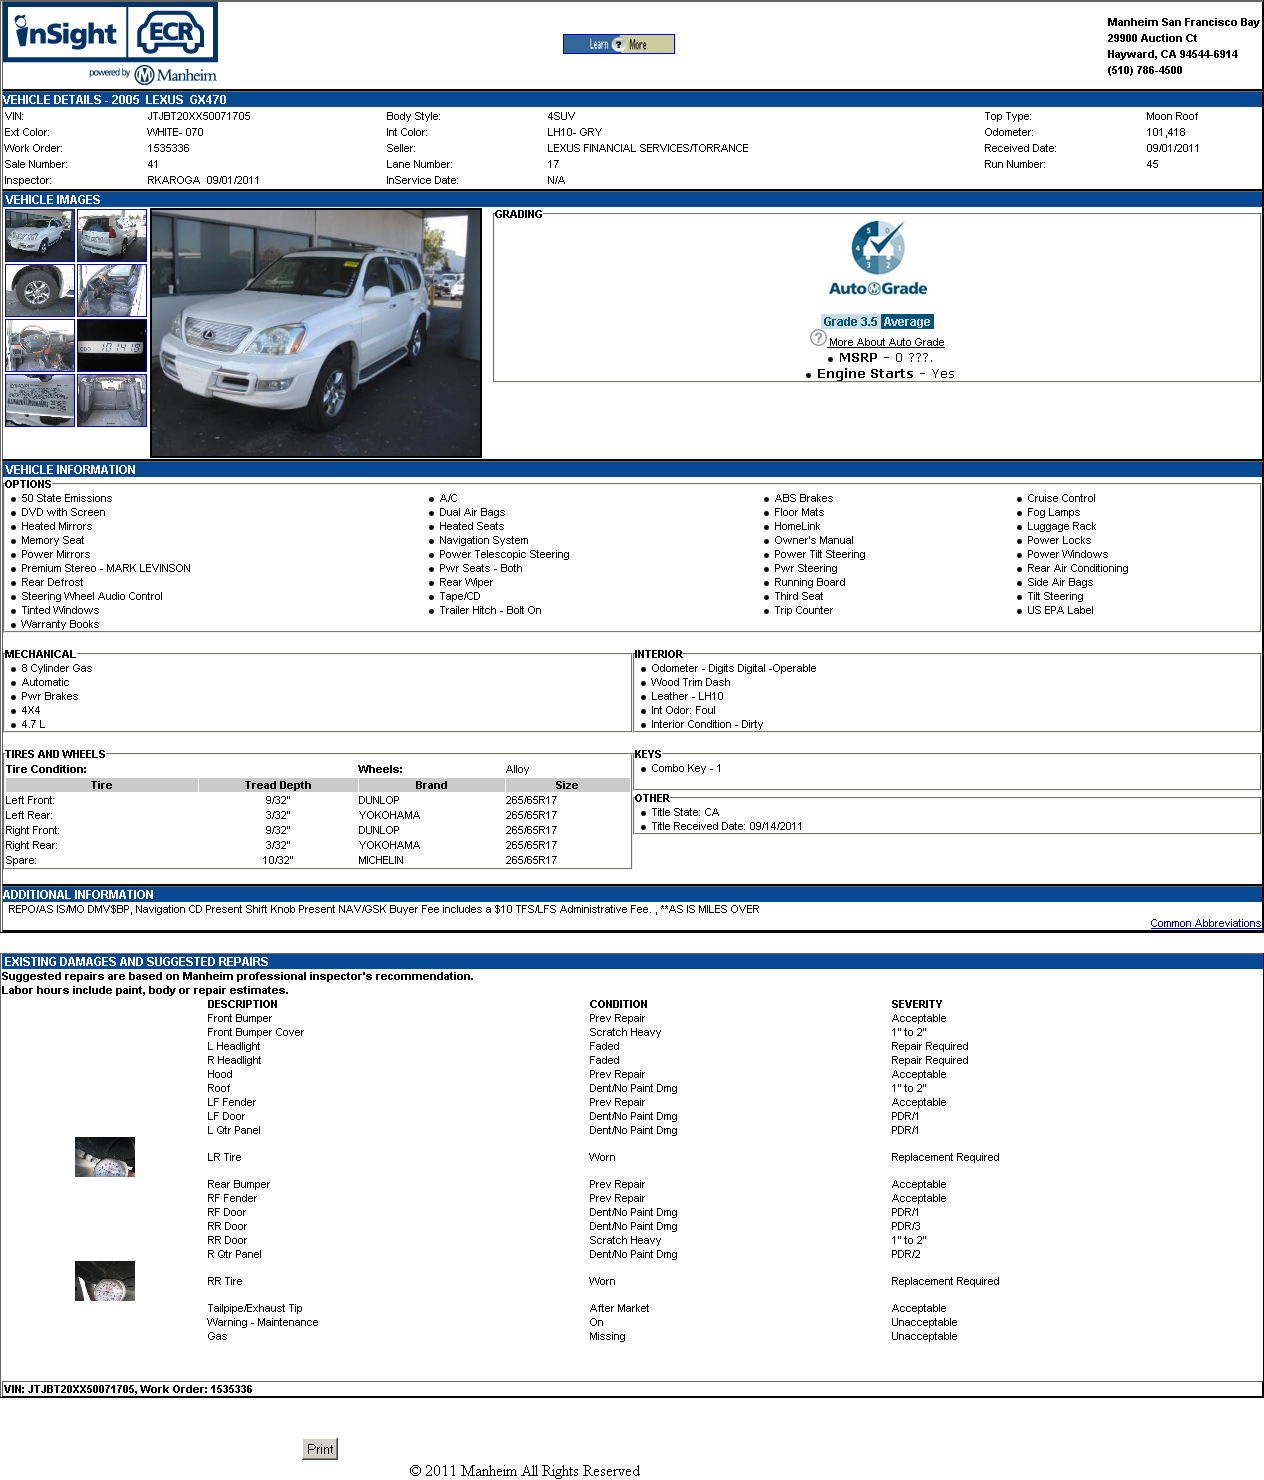 inSight ECR
powered by Manheim
Learn ? More
Manheim San Francisco Bay
29900 Auction Ct
Hayward, CA 94544-6914
(510) 786-4500
VEHICLE DETAILS - 2005 LEXUS GX470
VIN: JTJBT20XX50071705 Body Style: 4SUV Top Type: Moon Roof
Ext Color: WHITE- 070 Int Color: LH10- GRY Odometer: 101,418
Work Order: 1535336 Seller: LEXUS FINANCIAL SERVICES/TORRANCE Received Date: 09/01/2011
Sale Number: 41 Lane Number: 17 Run Number: 45
Inspector: RKAROGA 09/01/2011 InService Date: N/A
VEHICLE IMAGES
101418
GRADING
5 0 4 1 3 2
AutoGrade
Grade 3.5 Average
? More About Auto Grade
• MSRP - 0 ???.
• Engine Starts - Yes
VEHICLE INFORMATION
OPTIONS
• 50 State Emissions • A/C • ABS Brakes • Cruise Control
• DVD with Screen • Dual Air Bags • Floor Mats • Fog Lamps
• Heated Mirrors • Heated Seats • HomeLink • Luggage Rack
• Memory Seat • Navigation System • Owner's Manual • Power Locks
• Power Mirrors • Power Telescopic Steering • Power Tilt Steering • Power Windows
• Premium Stereo - MARK LEVINSON • Pwr Seats - Both • Pwr Steering • Rear Air Conditioning
• Rear Defrost • Rear Wiper • Running Board • Side Air Bags
• Steering Wheel Audio Control • Tape/CD • Third Seat • Tilt Steering
• Tinted Windows • Trailer Hitch - Bolt On • Trip Counter • US EPA Label
• Warranty Books
MECHANICAL
• 8 Cylinder Gas
• Automatic
• Pwr Brakes
• 4X4
• 4.7 L
INTERIOR
• Odometer - Digits Digital -Operable
• Wood Trim Dash
• Leather - LH10
• Int Odor: Foul
• Interior Condition - Dirty
TIRES AND WHEELS
Tire Condition: Wheels: Alloy
Tire Tread Depth Brand Size
Left Front: 9/32" DUNLOP 265/65R17
Left Rear: 3/32" YOKOHAMA 265/65R17
Right Front: 9/32" DUNLOP 265/65R17
Right Rear: 3/32" YOKOHAMA 265/65R17
Spare: 10/32" MICHELIN 265/65R17
KEYS
• Combo Key - 1
OTHER
• Title State: CA
• Title Received Date: 09/14/2011
ADDITIONAL INFORMATION
REPO/AS IS/MO DMV$BP, Navigation CD Present Shift Knob Present NAV/GSK Buyer Fee includes a $10 TFS/LFS Administrative Fee. , **AS IS MILES OVER
Common Abbreviations
EXISTING DAMAGES AND SUGGESTED REPAIRS
Suggested repairs are based on Manheim professional inspector's recommendation.
Labor hours include paint, body or repair estimates.
DESCRIPTION CONDITION SEVERITY
Front Bumper Prev Repair Acceptable
Front Bumper Cover Scratch Heavy 1" to 2"
L Headlight Faded Repair Required
R Headlight Faded Repair Required
Hood Prev Repair Acceptable
Roof Dent/No Paint Dmg 1" to 2"
LF Fender Prev Repair Acceptable
LF Door Dent/No Paint Dmg PDR/1
L Qtr Panel Dent/No Paint Dmg PDR/1
LR Tire Worn Replacement Required
Rear Bumper Prev Repair Acceptable
RF Fender Prev Repair Acceptable
RF Door Dent/No Paint Dmg PDR/1
RR Door Dent/No Paint Dmg PDR/3
RR Door Scratch Heavy 1" to 2"
R Qtr Panel Dent/No Paint Dmg PDR/2
RR Tire Worn Replacement Required
Tailpipe/Exhaust Tip After Market Acceptable
Warning - Maintenance On Unacceptable
Gas Missing Unacceptable
VIN: JTJBT20XX50071705, Work Order: 1535336
Print
© 2011 Manheim All Rights Reserved